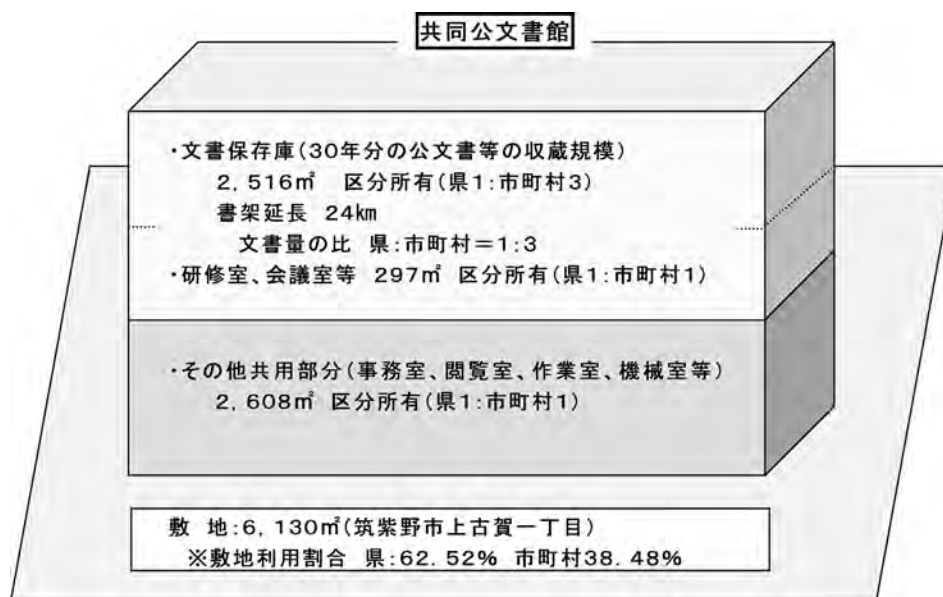 共同公文書館
・文書保存庫(30年分の公文書等の収蔵規模)
2,516㎡ 区分所有(県1:市町村3)
書架延長 24㎞
文書量の比 県:市町村=1:3
・研修室、会議室等 297㎡ 区分所有(県1:市町村1)
・その他共用部分(事務室、閲覧室、作業室、機械室等)
2,608㎡ 区分所有(県1:市町村1)
敷 地:6,130㎡(筑紫野市上古賀一丁目)
※敷地利用割合 県:62.52% 市町村38.48%